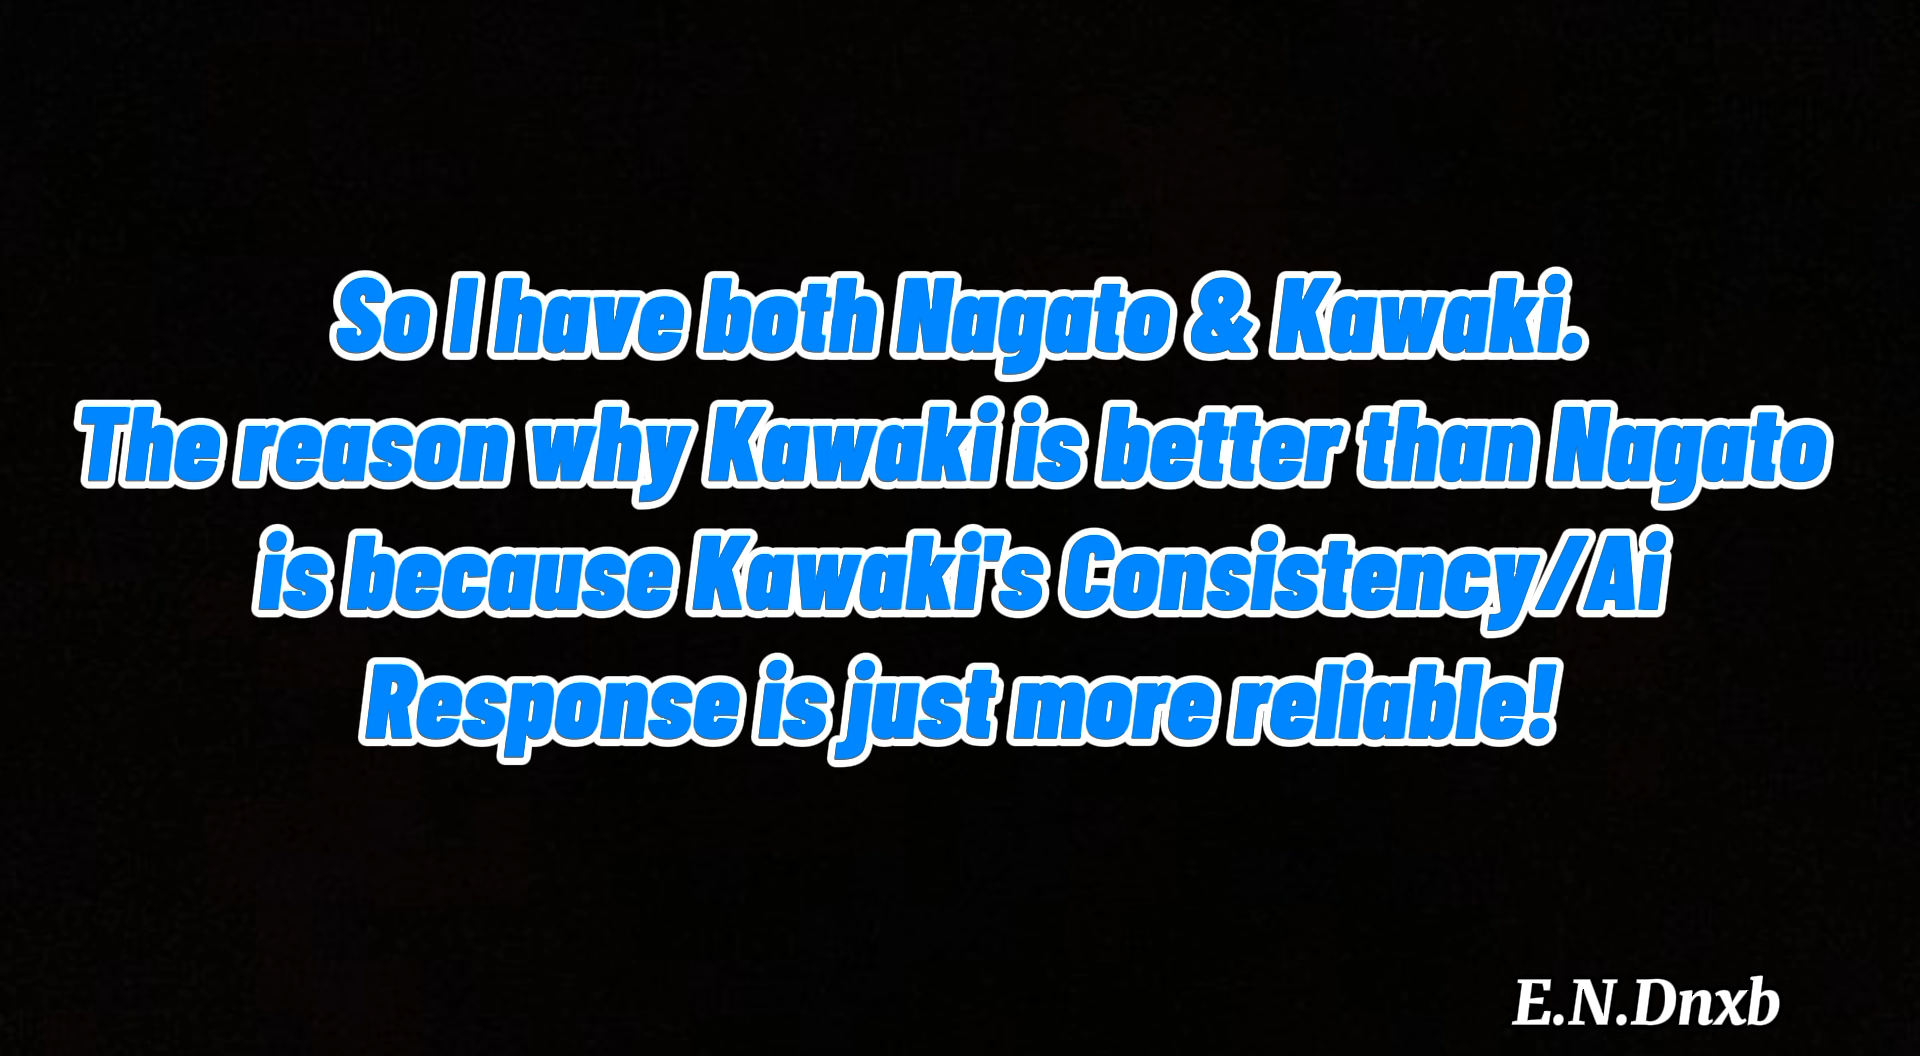 So I have both Nagato & Kawaki.
The reason why Kawaki is better than Nagato
is because Kawaki's Consistency/Ai
Response is just more reliable!
E.N.Dnxb